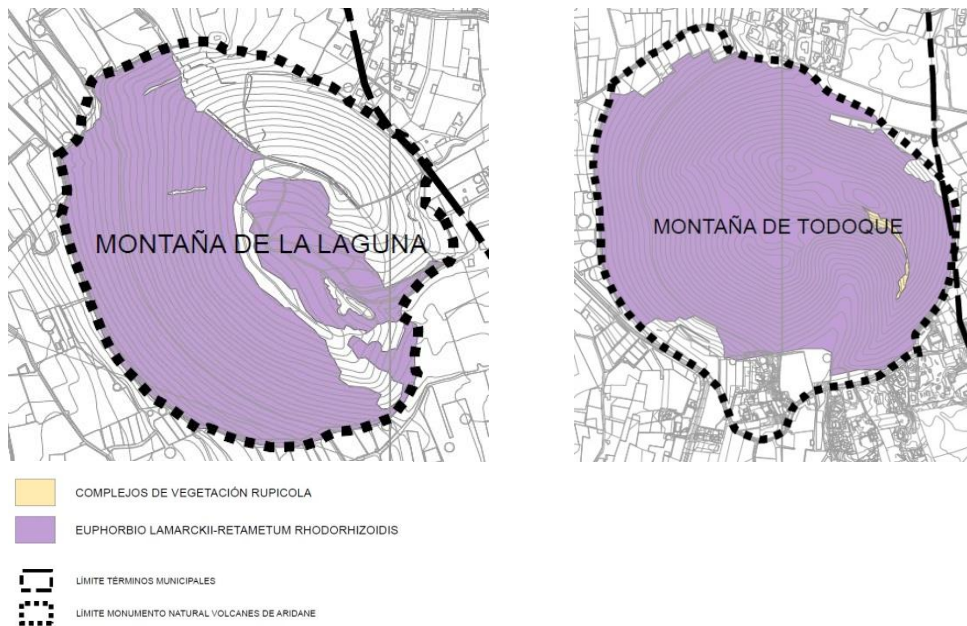 MONTAÑA DE LA LAGUNA
MONTAÑA DE TODOQUE
COMPLEJOS DE VEGETACIÓN RUPICOLA
EUPHORBIO LAMARCKII-RETAMETUM RHODORHIZOIDIS
LÍMITE TÉRMINOS MUNICIPALES
LÍMITE MONUMENTO NATURAL VOLCANES DE ARIDANE